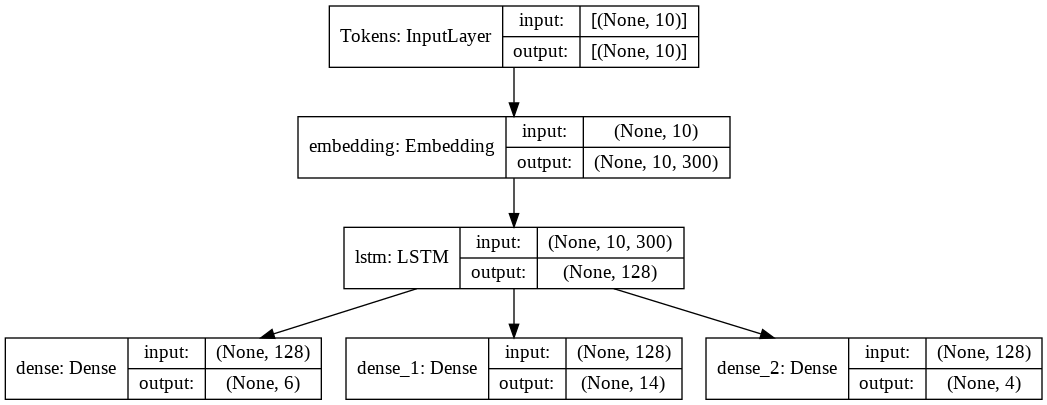 Tokens: InputLayer
input: [(None, 10)]
output: [(None, 10)]
embedding: Embedding
input: (None, 10)
output: (None, 10, 300)
lstm: LSTM
input: (None, 10, 300)
output: (None, 128)
dense: Dense
input: (None, 128)
output: (None, 6)
dense_1: Dense
input: (None, 128)
output: (None, 14)
dense_2: Dense
input: (None, 128)
output: (None, 4)